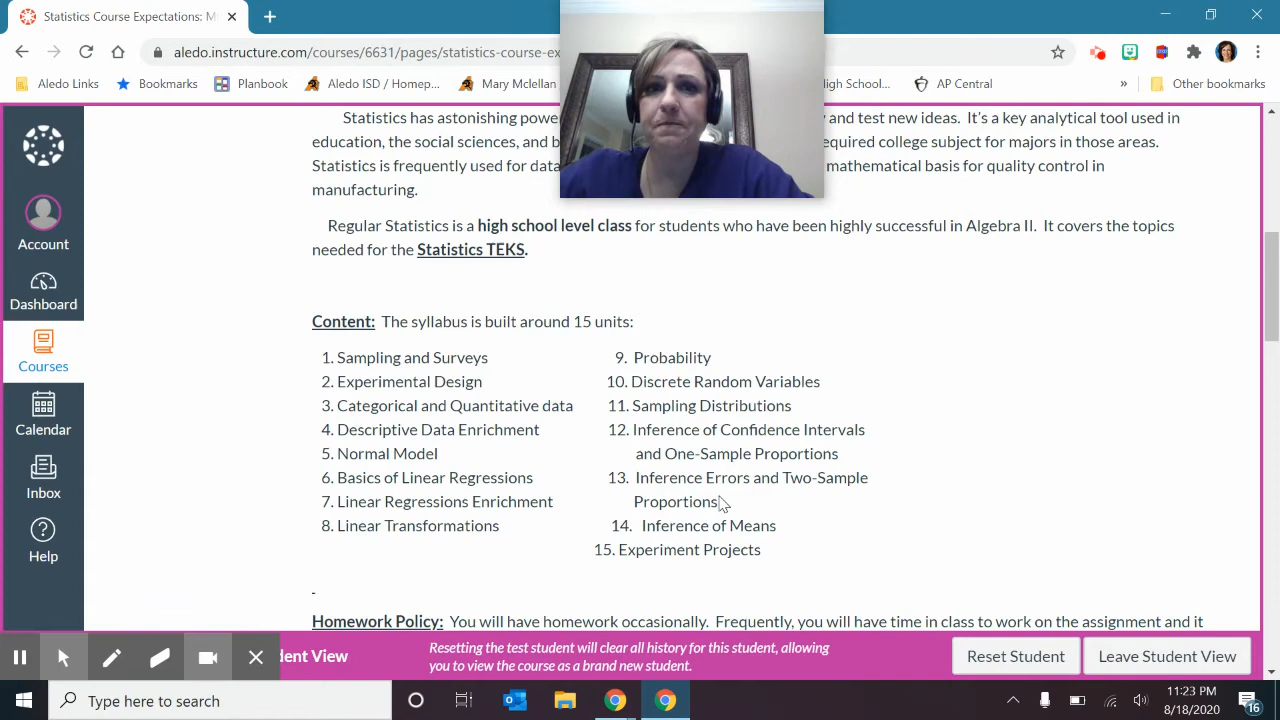 Statistics Course Expectations: M
aledo.instructure.com/courses/6631/pages/statistics-course-ex
Aledo Links
Bookmarks
Planbook
Aledo ISD / Homep...
Mary Mclellan
High School...
AP Central
»
Other bookmarks
Account
Dashboard
Courses
Calendar
Inbox
Help
Statistics has astonishing powe
and test new ideas. It's a key analytical tool used in
education, the social sciences, and b
equired college subject for majors in those areas.
Statistics is frequently used for data
mathematical basis for quality control in
manufacturing.
Regular Statistics is a high school level class for students who have been highly successful in Algebra II. It covers the topics
needed for the Statistics TEKS.
Content: The syllabus is built around 15 units:
1. Sampling and Surveys
2. Experimental Design
3. Categorical and Quantitative data
4. Descriptive Data Enrichment
5. Normal Model
6. Basics of Linear Regressions
7. Linear Regressions Enrichment
8. Linear Transformations
9. Probability
10. Discrete Random Variables
11. Sampling Distributions
12. Inference of Confidence Intervals
and One-Sample Proportions
13. Inference Errors and Two-Sample
Proportions
14. Inference of Means
15. Experiment Projects
-
Homework Policy: You will have homework occasionally. Frequently, you will have time in class to work on the assignment and it
dent View
Resetting the test student will clear all history for this student, allowing
you to view the course as a brand new student.
Reset Student
Leave Student View
Type here to search
11:23 PM
8/18/2020
16